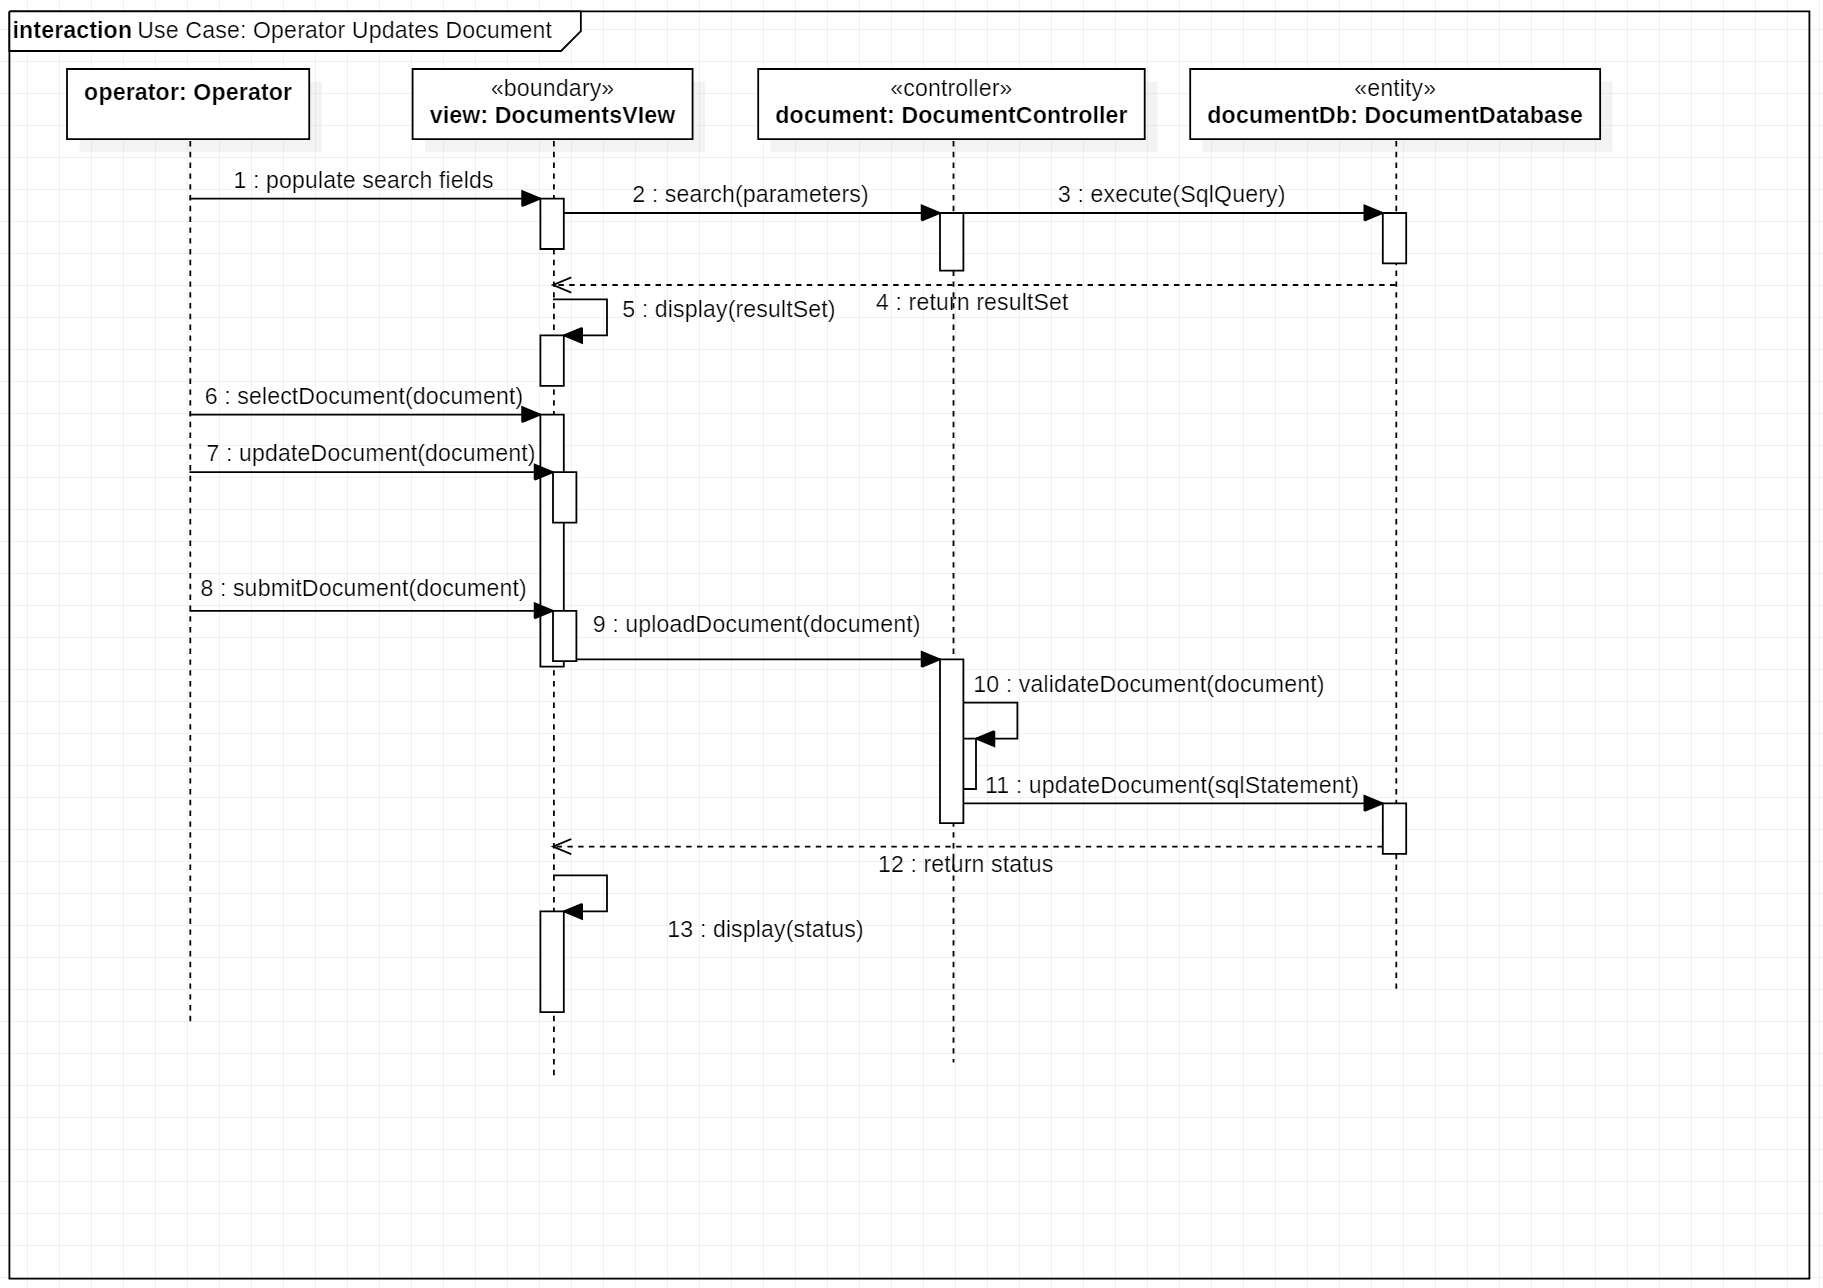 interaction Use Case: Operator Updates Document
operator: Operator
«boundary»
view: DocumentsVIew
«controller»
document: DocumentController
«entity»
documentDb: DocumentDatabase
1 : populate search fields
2 : search(parameters)
3 : execute(SqlQuery)
4 : return resultSet
5 : display(resultSet)
6 : selectDocument(document)
7 : updateDocument(document)
8 : submitDocument(document)
9 : uploadDocument(document)
10 : validateDocument(document)
11 : updateDocument(sqlStatement)
12 : return status
13 : display(status)